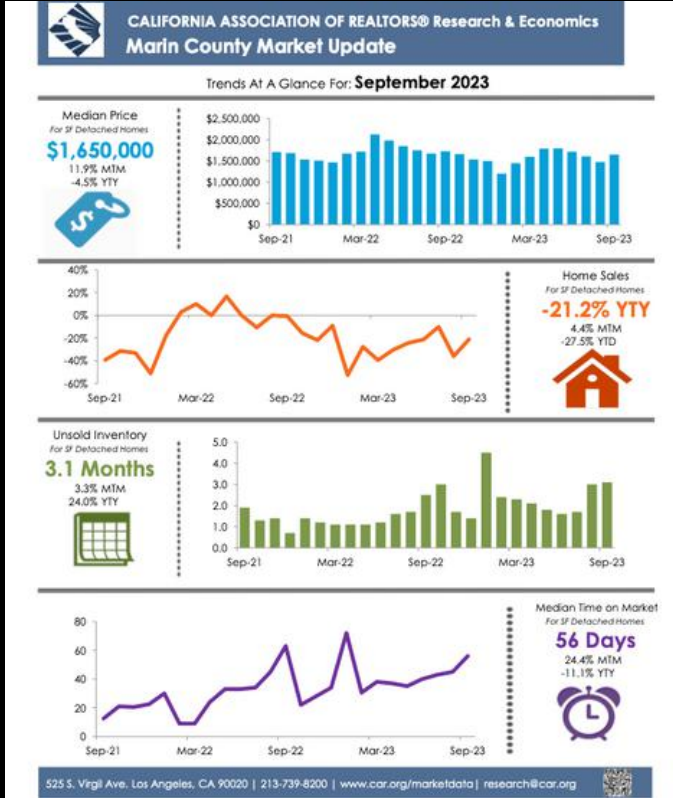 CALIFORNIA ASSOCIATION OF REALTORS® Research & Economics
Marin County Market Update
Trends At A Glance For: September 2023
Median Price
For SF Detached Homes
$1,650,000
11.9% MTM
-4.5% YTY
$
$2,500,000
$2,000,000
$1,500,000
$1,000,000
$500,000
$0
Sep-21 Mar-22 Sep-22 Mar-23 Sep-23
40%
20%
0%
-20%
-40%
-60%
Sep-21 Mar-22 Sep-22 Mar-23 Sep-23
Home Sales
For SF Detached Homes
-21.2% YTY
4.4% MTM
-27.5% YTD
Unsold Inventory
For SF Detached Homes
3.1 Months
3.3% MTM
24.0% YTY
5.0
4.0
3.0
2.0
1.0
0.0
Sep-21 Mar-22 Sep-22 Mar-23 Sep-23
80
60
40
20
0
Sep-21 Mar-22 Sep-22 Mar-23 Sep-23
Median Time on Market
For SF Detached Homes
56 Days
24.4% MTM
-11.1% YTY
525 S. Virgil Ave. Los Angeles, CA 90020 | 213-739-8200 | www.car.org/marketdata| research@car.org